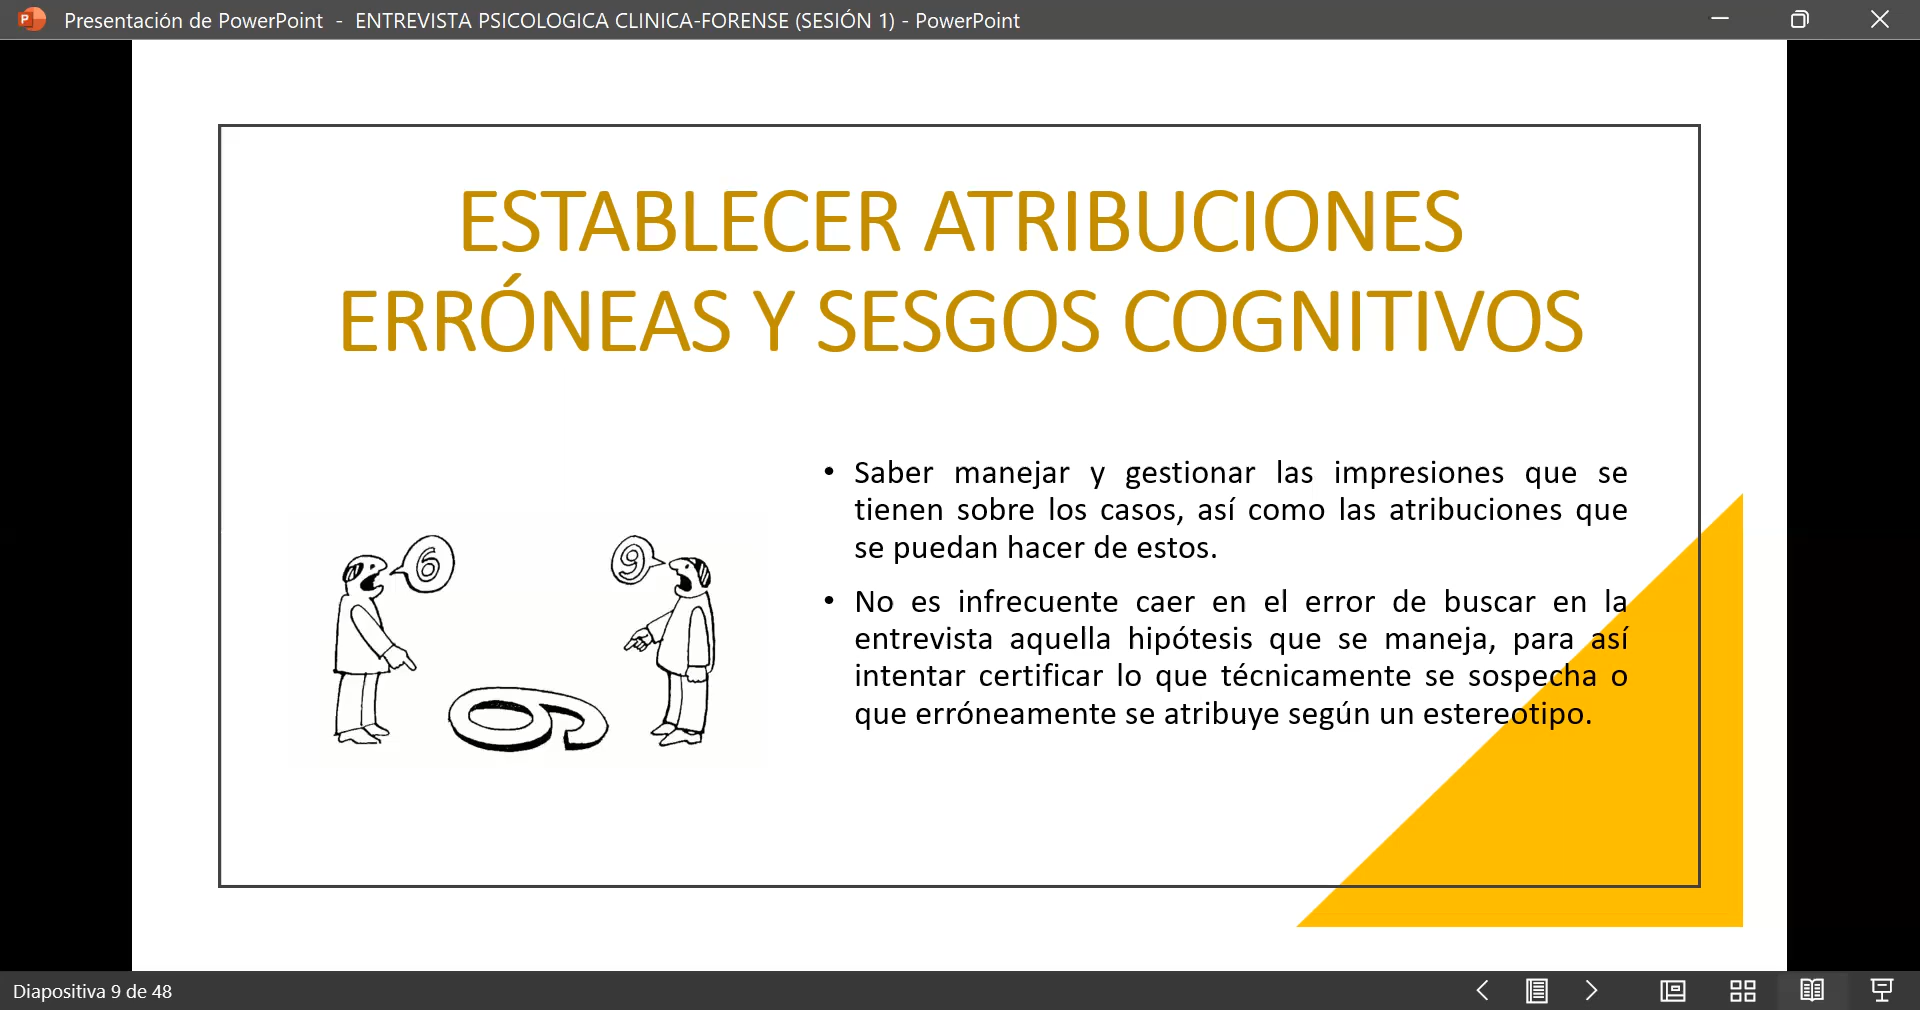 Presentación de PowerPoint - ENTREVISTA PSICOLOGICA CLINICA-FORENSE (SESIÓN 1) - PowerPoint
ESTABLECER ATRIBUCIONES
ERRÓNEAS Y SESGOS COGNITIVOS
6
9
• Saber manejar y gestionar las impresiones que se
tienen sobre los casos, así como las atribuciones que
se puedan hacer de estos.
• No es infrecuente caer en el error de buscar en la
entrevista aquella hipótesis que se maneja, para así
intentar certificar lo que técnicamente se sospecha o
que erróneamente se atribuye según un estereotipo.
Diapositiva 9 de 48